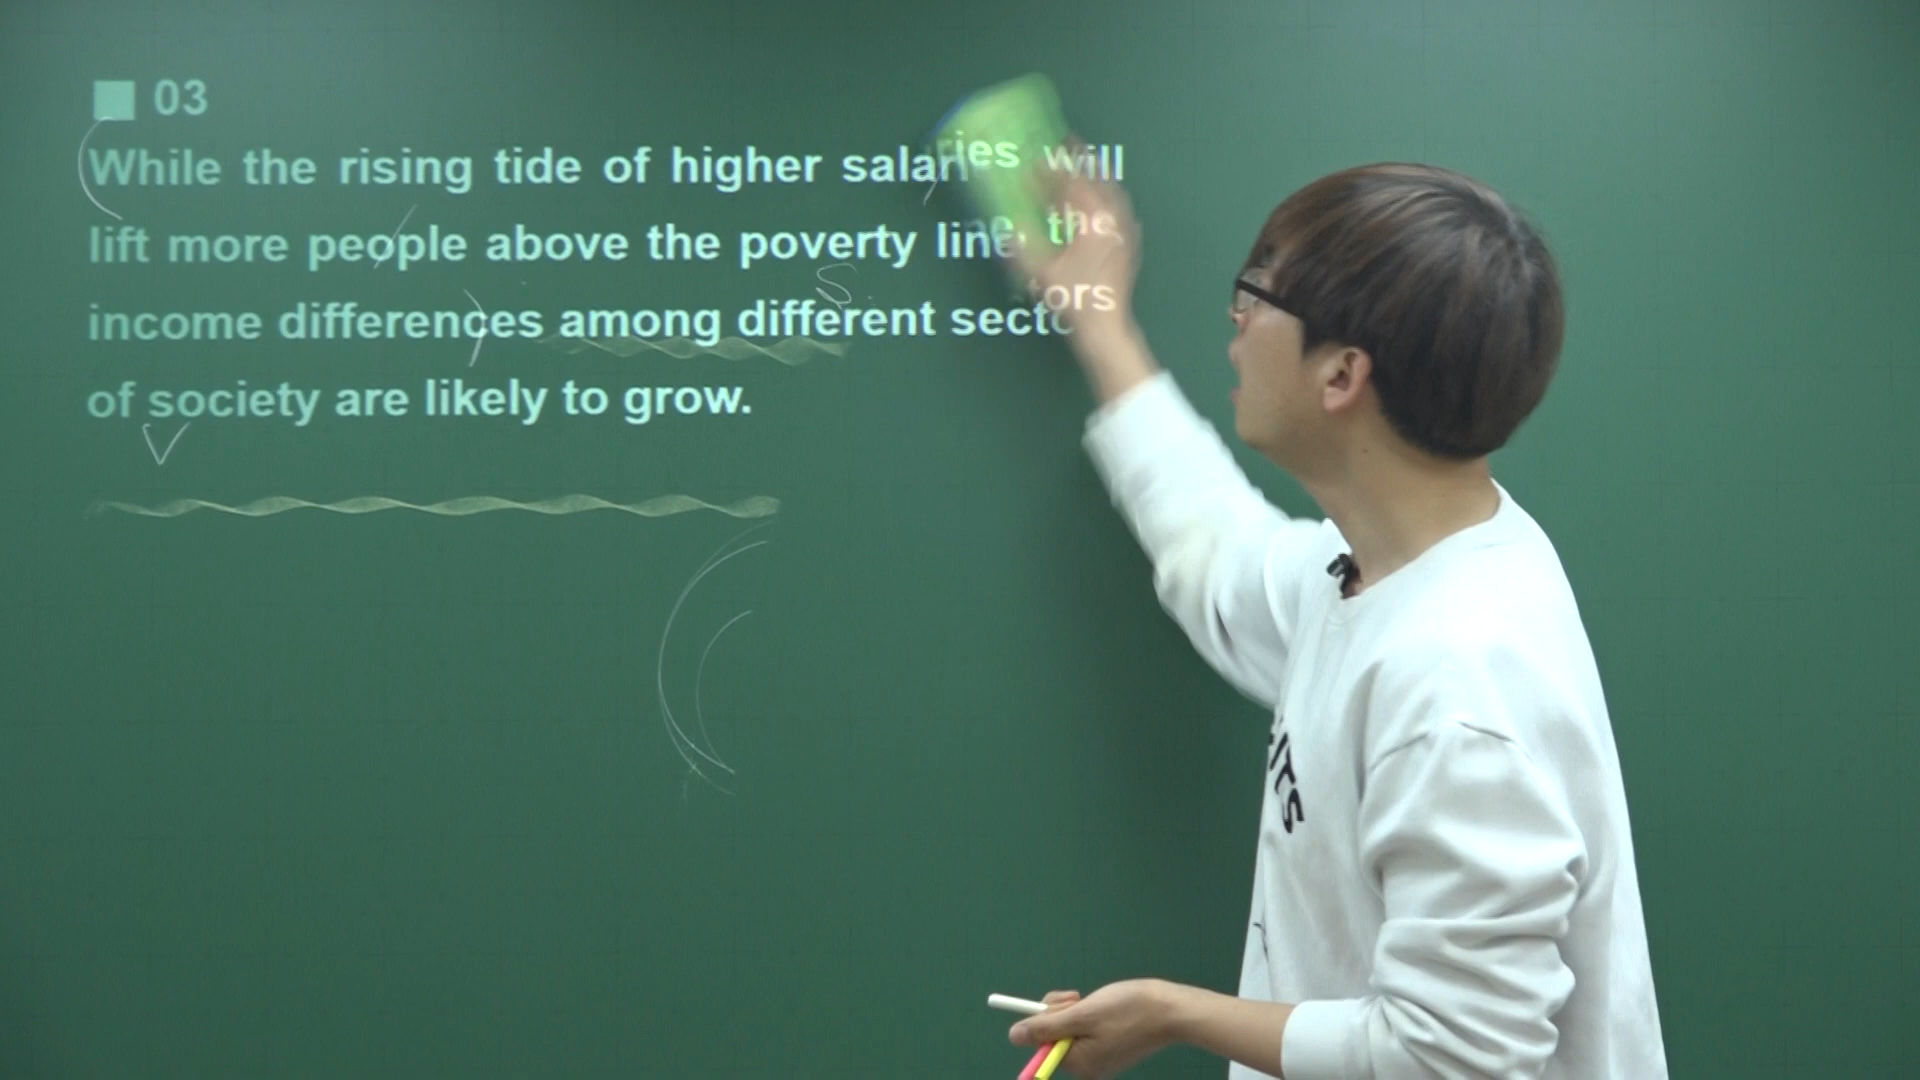 03
While the rising tide of higher salaries will
lift more people above the poverty line, the
income differences among different sectors
of society are likely to grow.
S
V